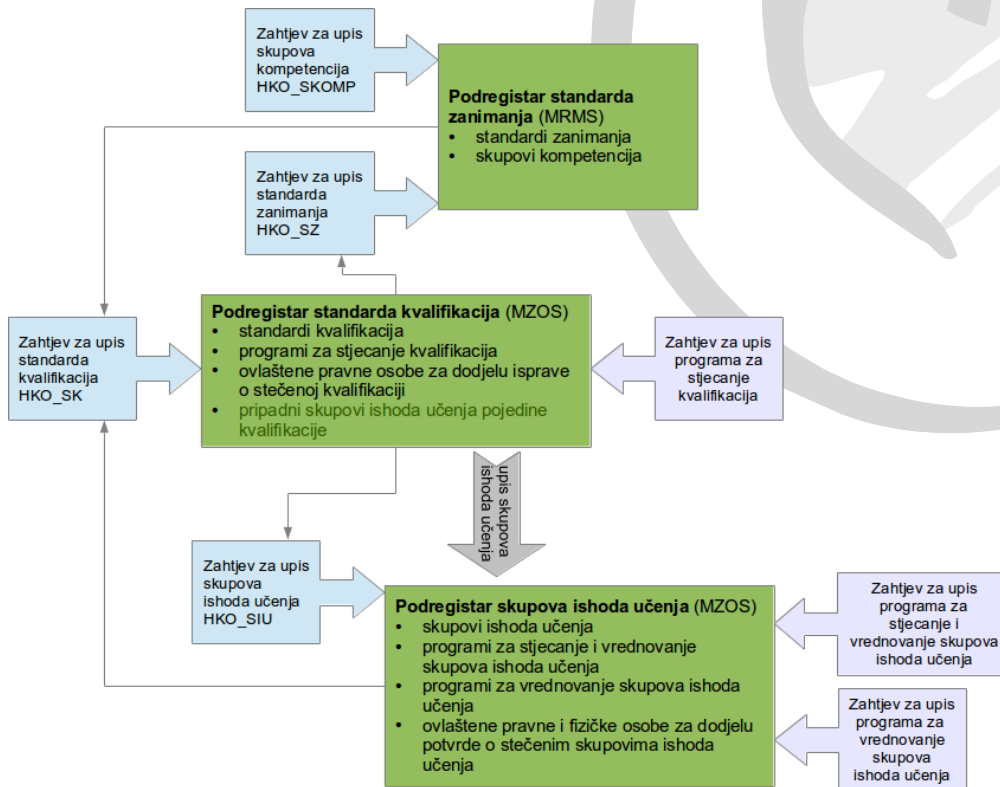 Zahtjev za upis
skupova
kompetencija
HKO_SKOMP
Podregistar standarda
zanimanja (MRMS)
• standardi zanimanja
• skupovi kompetencija
Zahtjev za upis
standarda
zanimanja
HKO_SZ
Zahtjev za upis
standarda
kvalifikacija
HKO_SK
Podregistar standarda kvalifikacija (MZOS)
• standardi kvalifikacija
• programi za stjecanje kvalifikacija
• ovlaštene pravne osobe za dodjelu isprave
o stečenoj kvalifikaciji
• pripadni skupovi ishoda učenja pojedine
kvalifikacije
Zahtjev za upis
programa za
stjecanje
kvalifikacija
upis skupova
ishoda učenja
Zahtjev za upis
skupova
ishoda učenja
HKO_SIU
Podregistar skupova ishoda učenja (MZOS)
• skupovi ishoda učenja
• programi za stjecanje i vrednovanje
skupova ishoda učenja
• programi za vrednovanje skupova ishoda
učenja
• ovlaštene pravne i fizičke osobe za dodjelu
potvrde o stečenim skupovima ishoda
učenja
Zahtjev za upis
programa za
stjecanje i
vrednovanje skupova
ishoda učenja
Zahtjev za upis
programa za
vrednovanje
skupova
ishoda učenja